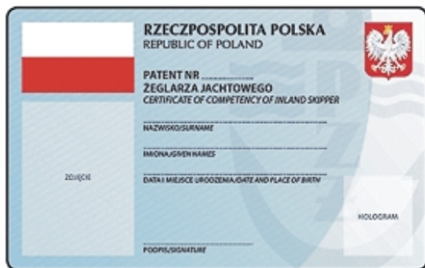 RZECZPOSPOLITA POLSKA
REPUBLIC OF POLAND
PATENT NR ....................
ŻEGLARZA JACHTOWEGO
CERTIFICATE OF COMPETENCY OF INLAND SKIPPER
NAZWISKO/SURNAME
IMIONA/GIVEN NAMES
DATA I MIEJSCE URODZENIA/DATE AND PLACE OF BIRTH
ZDJĘCIE
HOLOGRAM
PODPIS/SIGNATURE